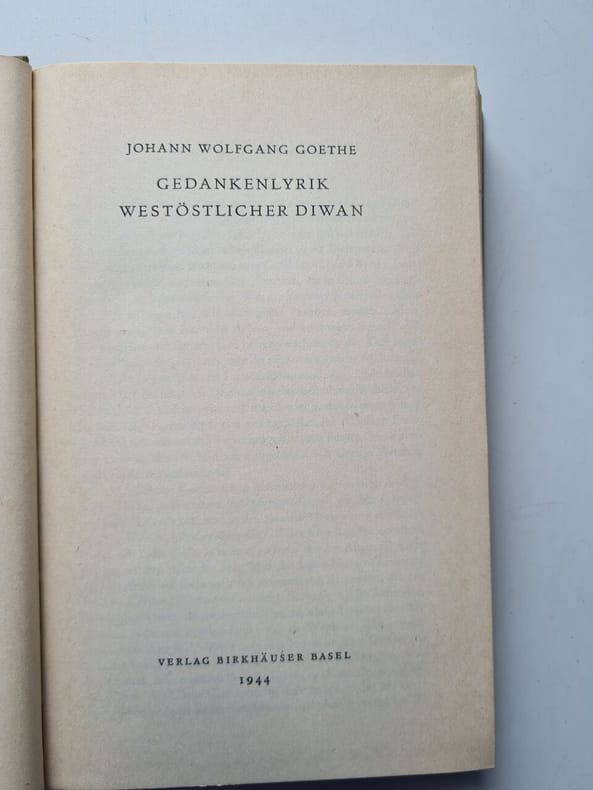 JOHANN WOLFGANG GOETHE
GEDANKENLYRIK
WESTÖSTLICHER DIWAN
VERLAG BIRKHÄUSER BASEL
1944